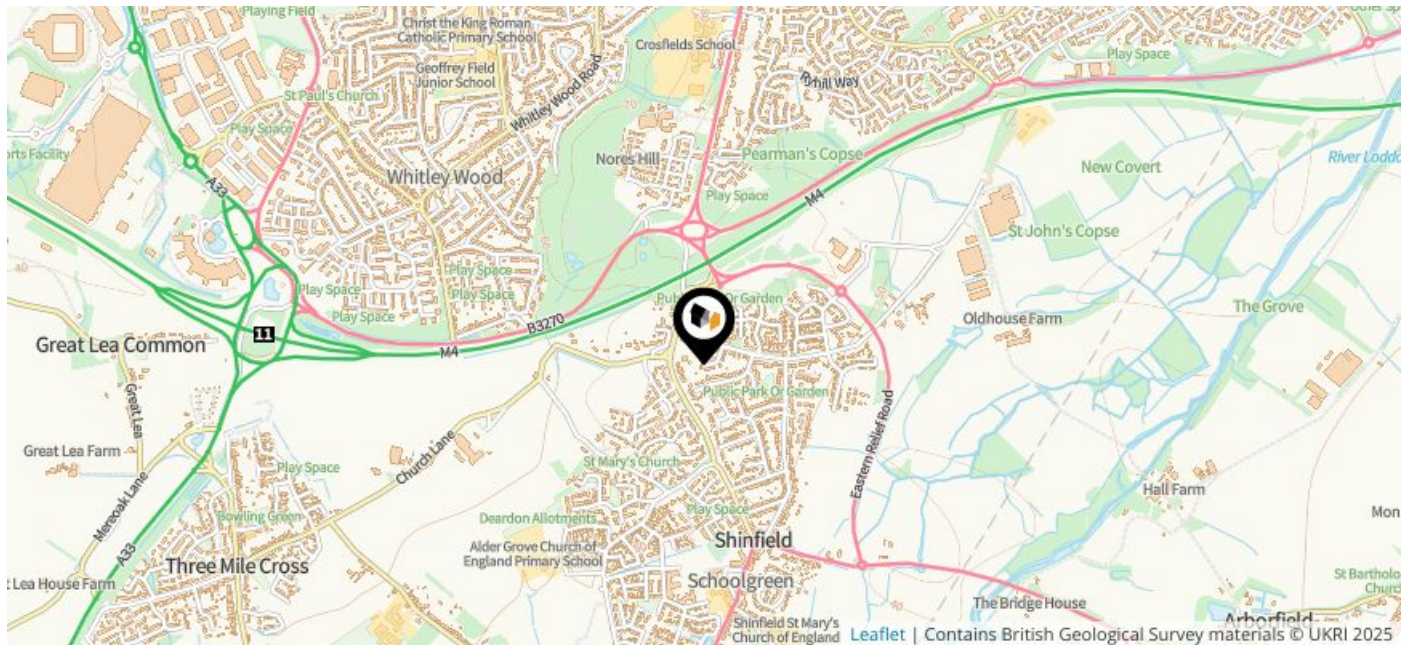 Playing Field
Christ the King Roman
Catholic Primary School
Crosfields School
Play Space
Geoffrey Field
Junior School
Whitley Wood Road
St Paul's Church
Play Space
A33
Nores Hill
Pearman's Copse
Whitley Wood
New Covert
River Loddo
Play Space
M4
St John's Copse
Play Space
Play Space
Play Space
Play Space
The Grove
B3270
11
Great Lea Common
M4
Oldhouse Farm
Great Lea
Public Park Or Garden
Eastern Relief Road
Church Lane
Great Lea Farm
St Mary's Church
Play Space
Mereoak Lane
Hall Farm
Play Space
Bowling Green
Deardon Allotments
Mon
A33
Alder Grove Church of
England Primary School
Shinfield
Three Mile Cross
Schoolgreen
t Lea House Farm
St Bartholo
Church
The Bridge House
Arborfield
Shinfield St Mary's
Church of England
Leaflet | Contains British Geological Survey materials © UKRI 2025